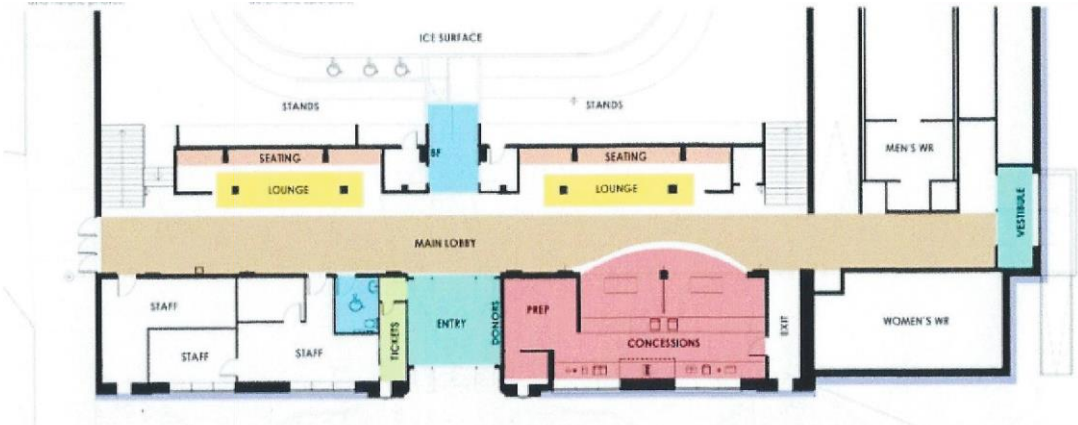 ICE SURFACE
STANDS
STANDS
BF
MEN'S WR
SEATING
SEATING
LOUNGE
LOUNGE
VESTIBULE
MAIN LOBBY
STAFF
STAFF
STAFF
TICKETS
ENTRY
DONORS
PREP
CONCESSIONS
EXIT
WOMEN'S WR